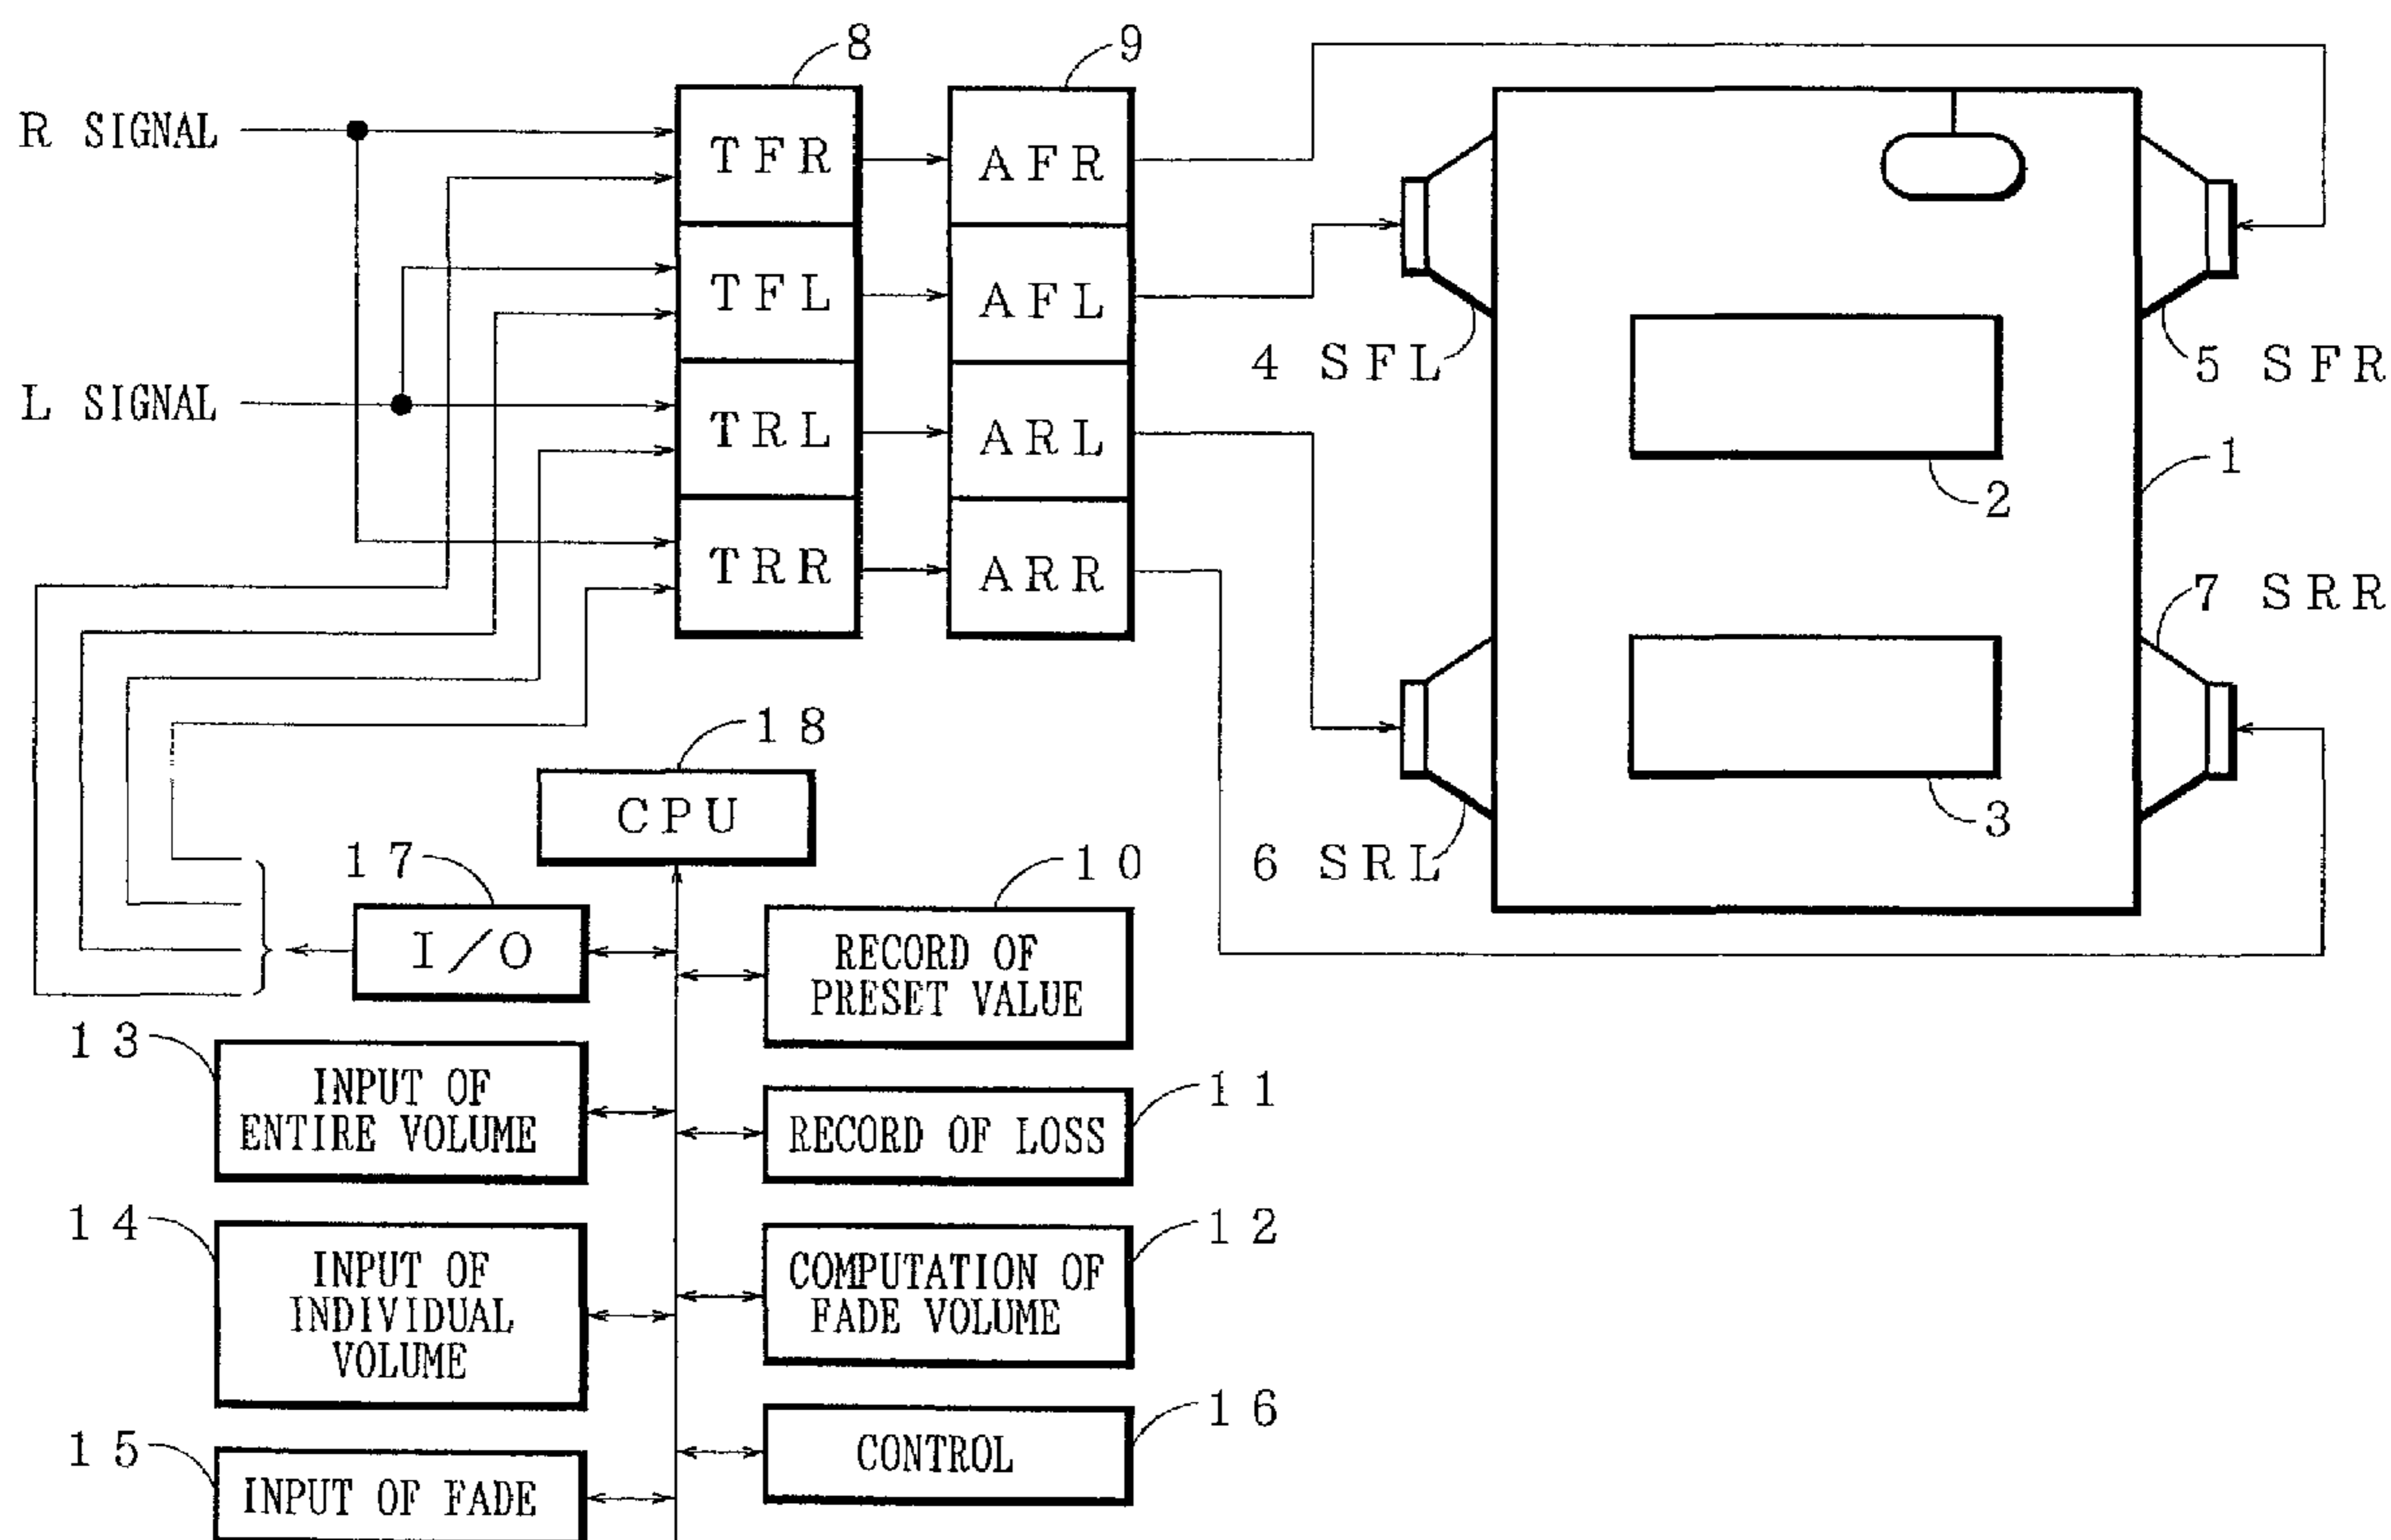 8
9
R SIGNAL
TFR
AFR
TFL
AFL
4 SFL
5 SFR
L SIGNAL
TRL
ARL
1
2
TRR
ARR
7 SRR
18
CPU
3
17
10
6 SRL
I/O
RECORD OF
PRESET VALUE
13
INPUT OF
ENTIRE VOLUME
11
RECORD OF LOSS
14
INPUT OF
INDIVIDUAL
VOLUME
12
COMPUTATION OF
FADE VOLUME
16
CONTROL
15
INPUT OF FADE